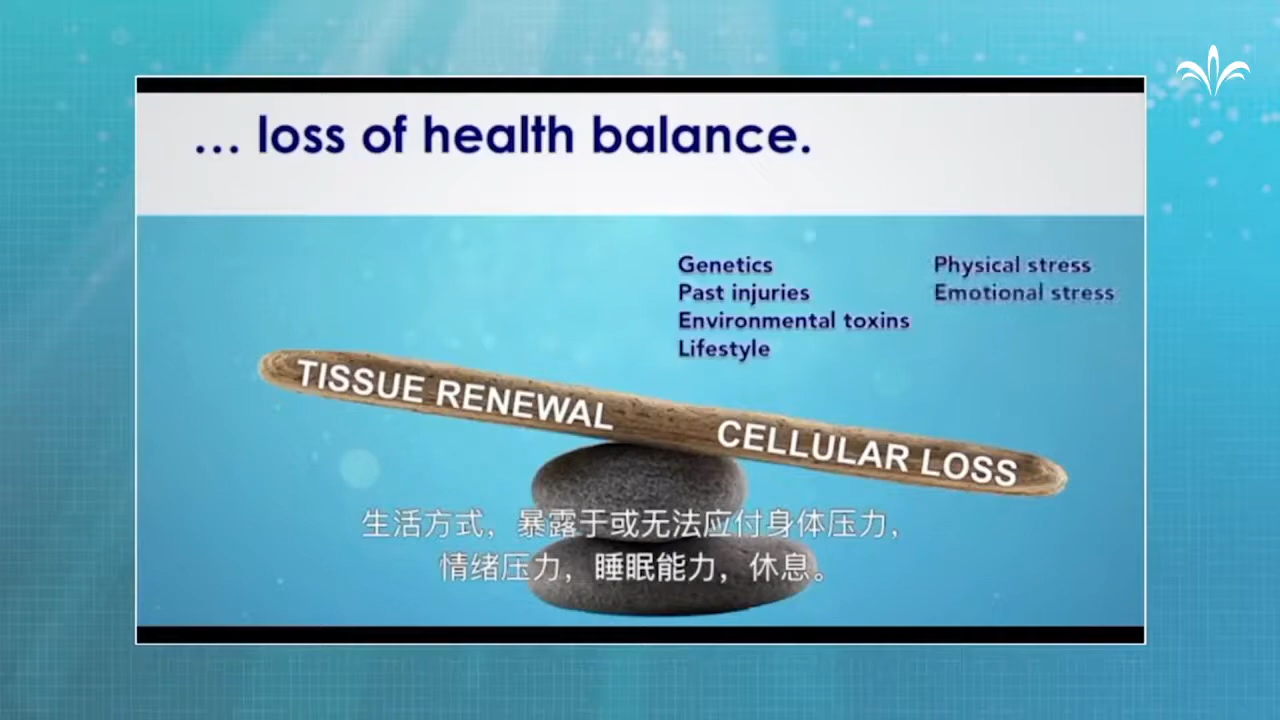 … loss of health balance.
Genetics
Past injuries
Environmental toxins
Lifestyle
Physical stress
Emotional stress
TISSUE RENEWAL
CELLULAR LOSS
生活方式，暴露于或无法应付身体压力，
情绪压力，睡眠能力，休息。